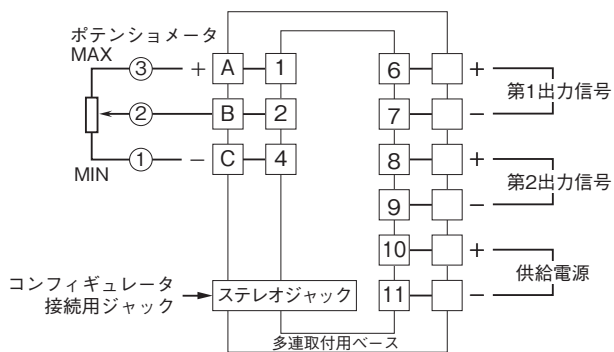 ポテンショメータ
MAX
③ + A 1
② B 2
① − C 4
MIN
6 +
第1出力信号
7 −
8 +
第2出力信号
9 −
10 +
供給電源
11 −
コンフィギュレータ
接続用ジャック
ステレオジャック
多連取付用ベース